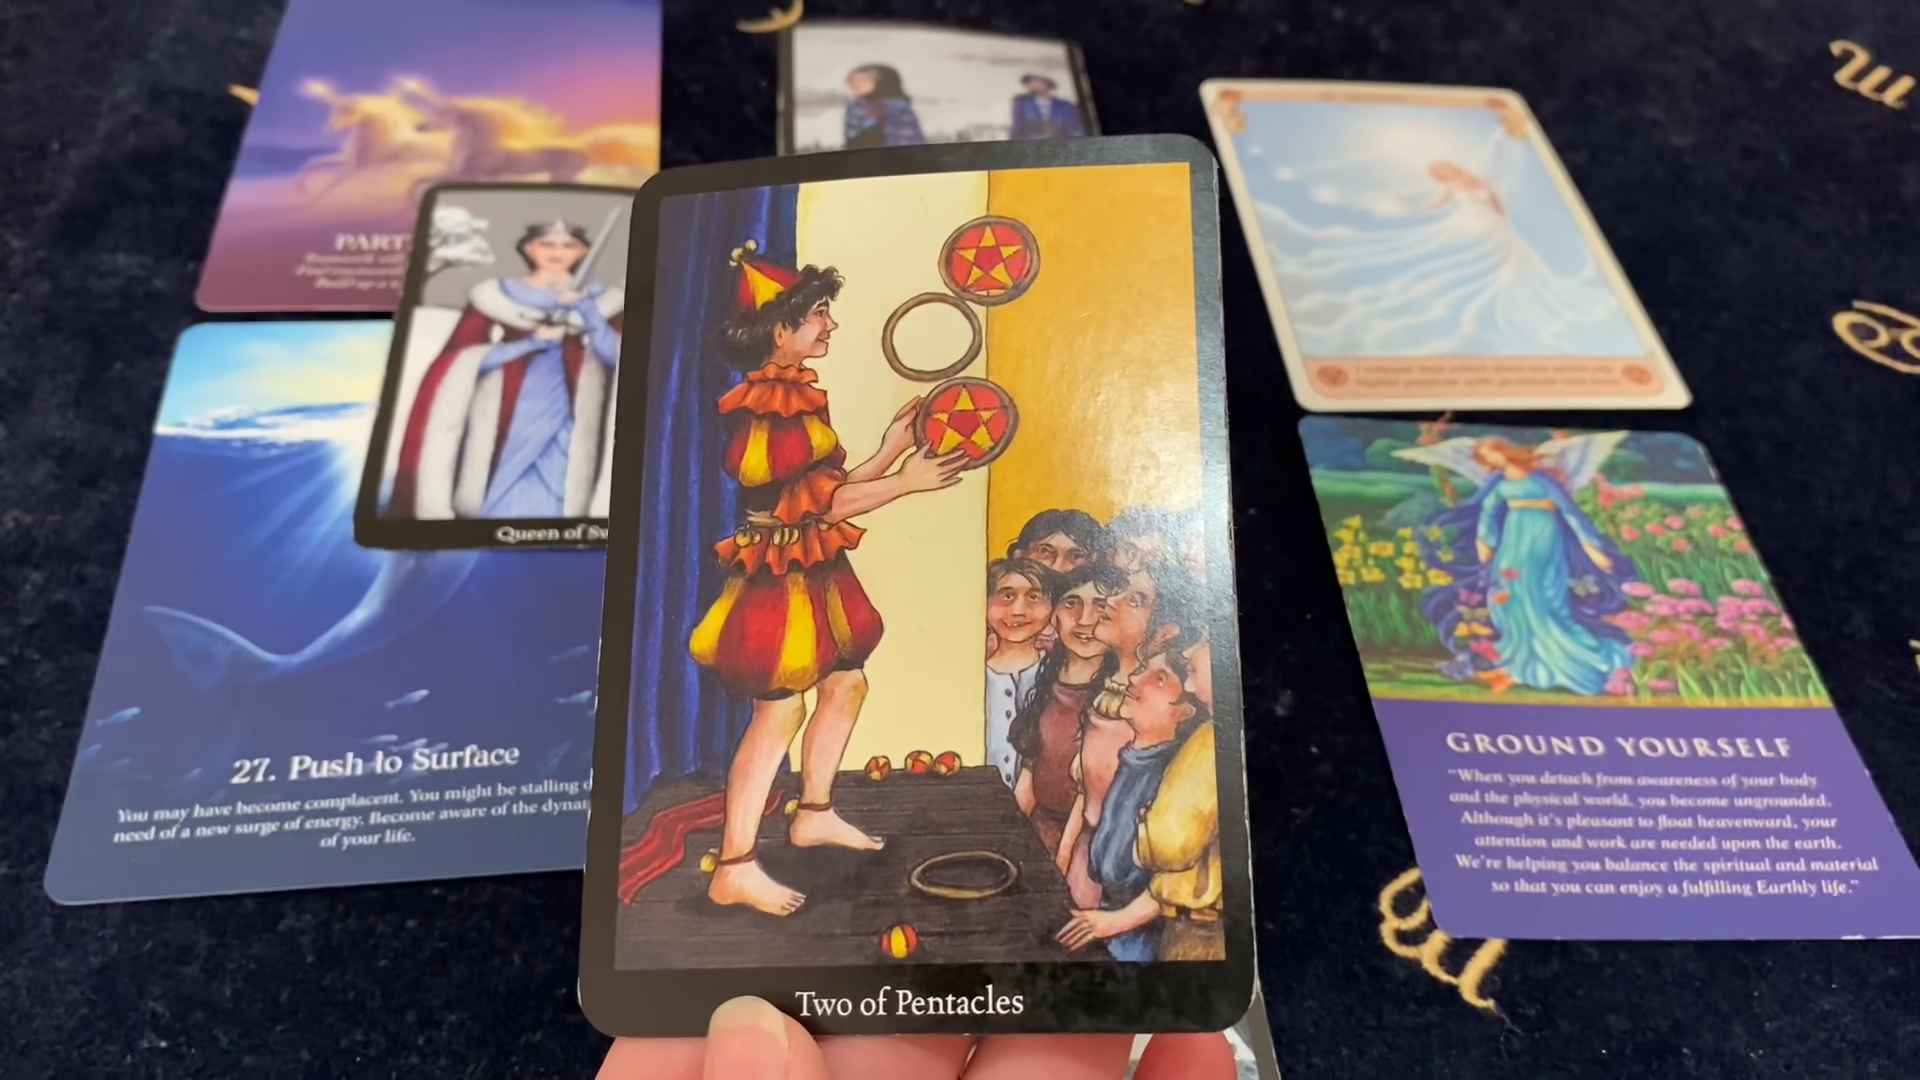 PART
Queen of Sw
27. Push to Surface
You may have become complacent. You might be stalling
need of a new surge of energy. Become aware of the dynam
of your life.
Two of Pentacles
GROUND YOURSELF
"When you detach from awareness of your body
and the physical world, you become ungrounded.
Although it's pleasant to float heavenward, your
attention and work are needed upon the earth.
We're helping you balance the spiritual and material
so that you can enjoy a fulfilling Earthly life."